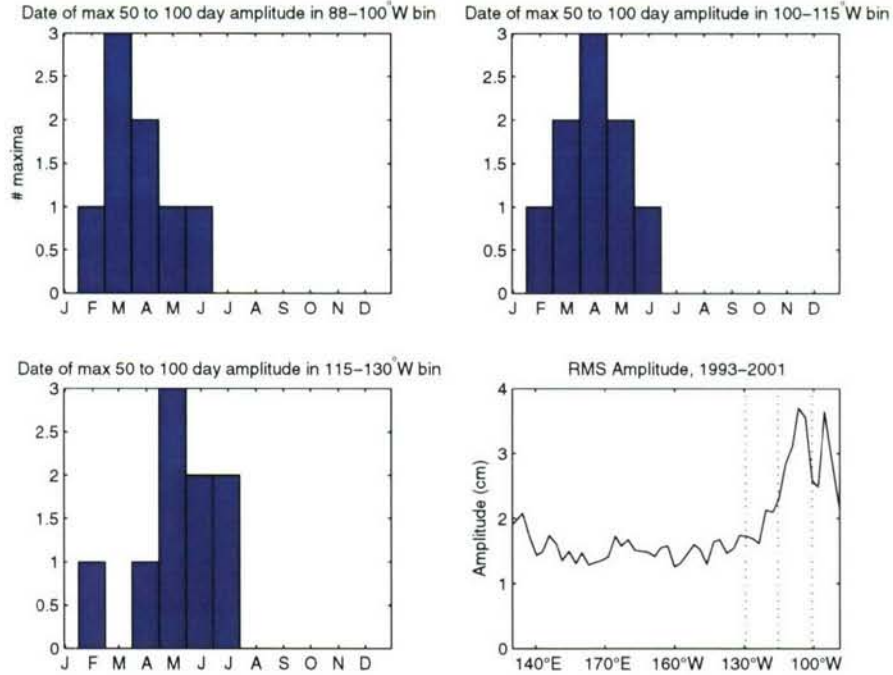 Date of max 50 to 100 day amplitude in 88–100°W bin
# maxima
3
2.5
2
1.5
1
0.5
0
J F M A M J J A S O N D
Date of max 50 to 100 day amplitude in 100–115°W bin
3
2.5
2
1.5
1
0.5
0
J F M A M J J A S O N D
Date of max 50 to 100 day amplitude in 115–130°W bin
3
2.5
2
1.5
1
0.5
0
J F M A M J J A S O N D
RMS Amplitude, 1993–2001
Amplitude (cm)
4
3
2
1
0
140°E 170°E 160°W 130°W 100°W